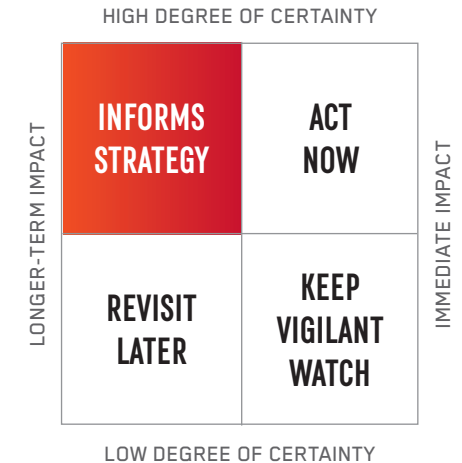 HIGH DEGREE OF CERTAINTY
LONGER-TERM IMPACT
INFORMS
STRATEGY
ACT
NOW
IMMEDIATE IMPACT
REVISIT
LATER
KEEP
VIGILANT
WATCH
LOW DEGREE OF CERTAINTY